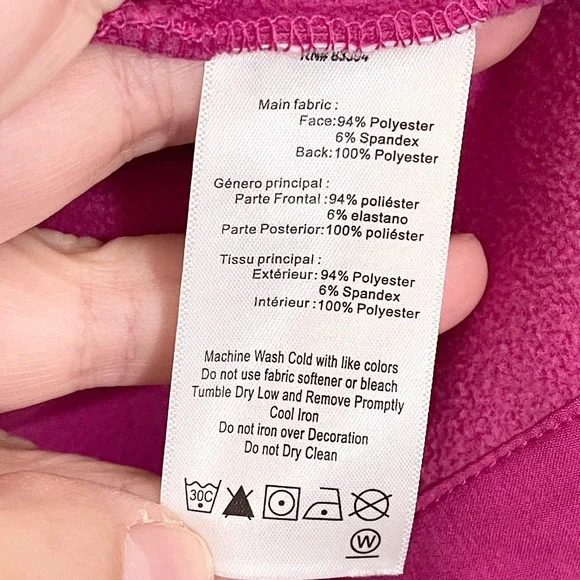 RN# 83394
Main fabric :
Face:94% Polyester
6% Spandex
Back:100% Polyester
Género principal :
Parte Frontal :94% poliéster
6% elastano
Parte Posterior:100% poliéster
Tissu principal :
Extérieur:94% Polyester
6% Spandex
Intérieur :100% Polyester
Machine Wash Cold with like colors
Do not use fabric softener or bleach
Tumble Dry Low and Remove Promptly
Cool Iron
Do not iron over Decoration
Do not Dry Clean
30C
W